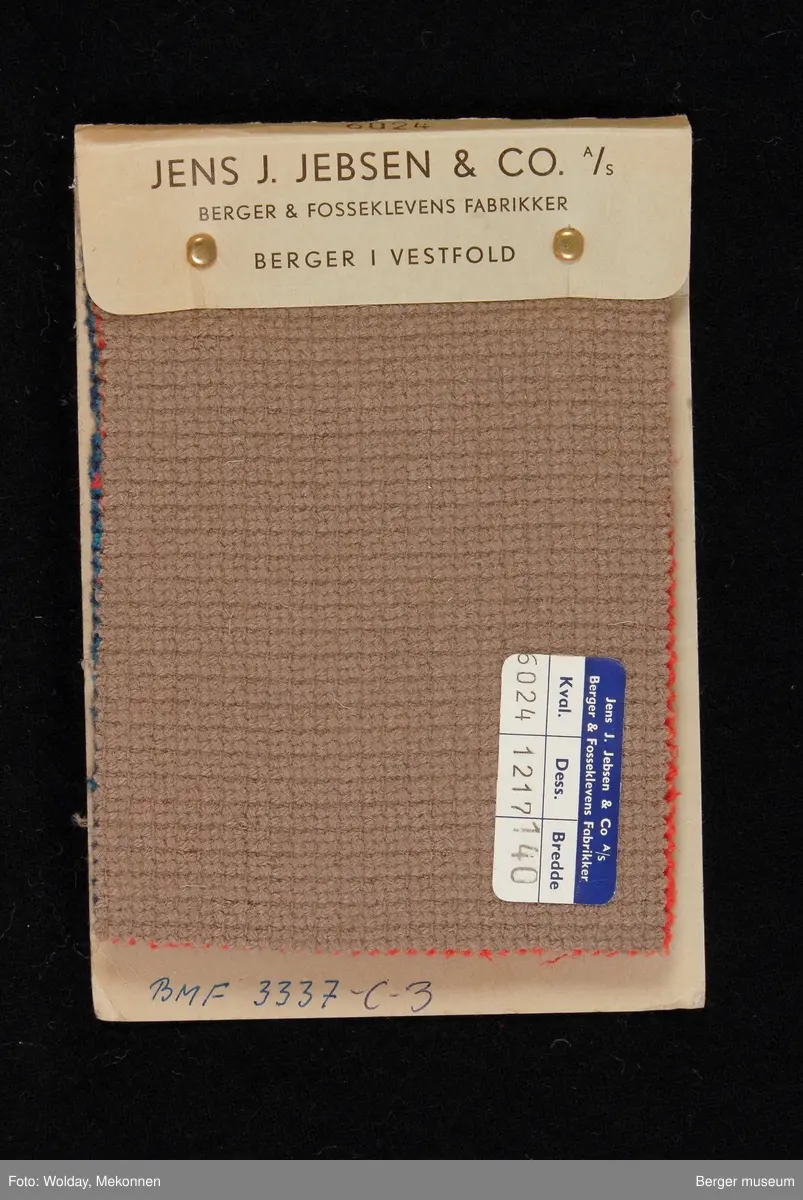 6024
JENS J. JEBSEN & CO. A/S
BERGER & FOSSEKLEVENS FABRIKKER
BERGER I VESTFOLD
Jens J. Jebsen & Co A/s
Berger & Fosseklevens Fabrikker
Kval. Dess. Bredde
6024 1217 140
BMF 3337-C-3
Foto: Wolday, Mekonnen
Berger museum